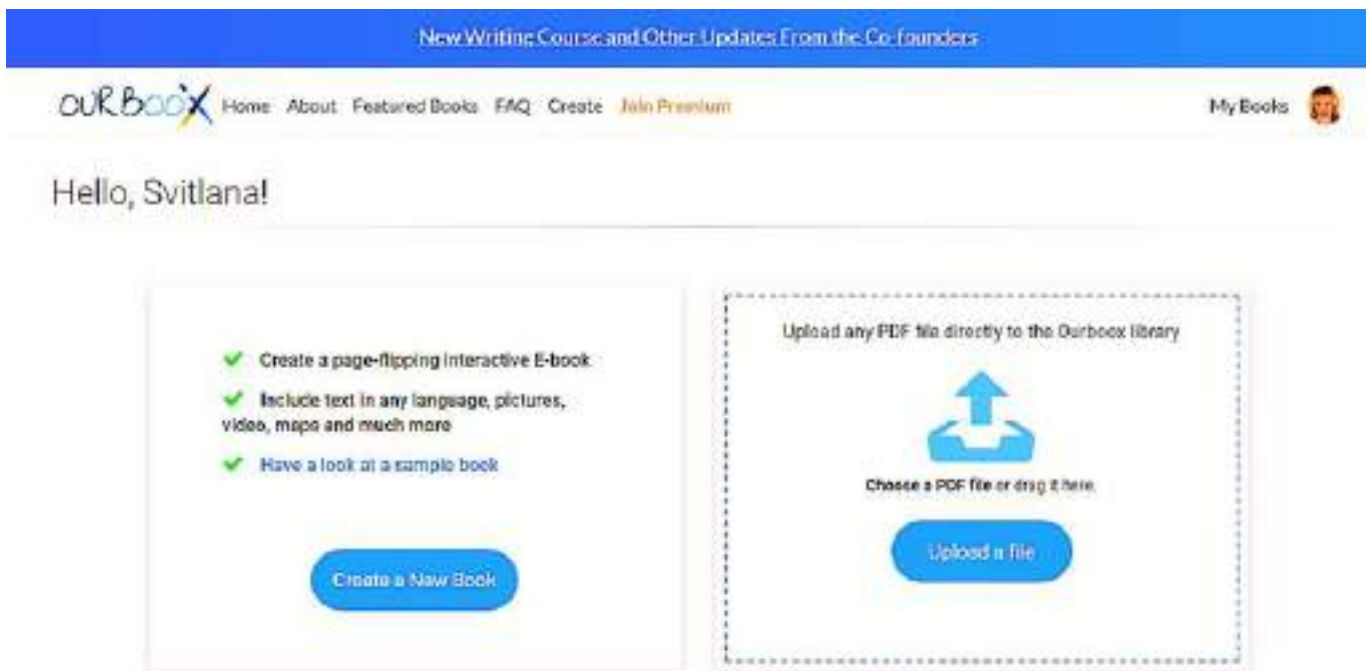 New Writing Course and Other Updates From the Co-founders
OURBOOX Home About Featured Books FAQ Create Join Premium My Books
Hello, Svitlana!
Create a page-flipping interactive E-book
Include text in any language, pictures,
video, maps and much more
Have a look at a sample book
Create a New Book
Upload any PDF file directly to the Ourboox library
Choose a PDF file or drag it here.
Upload a file